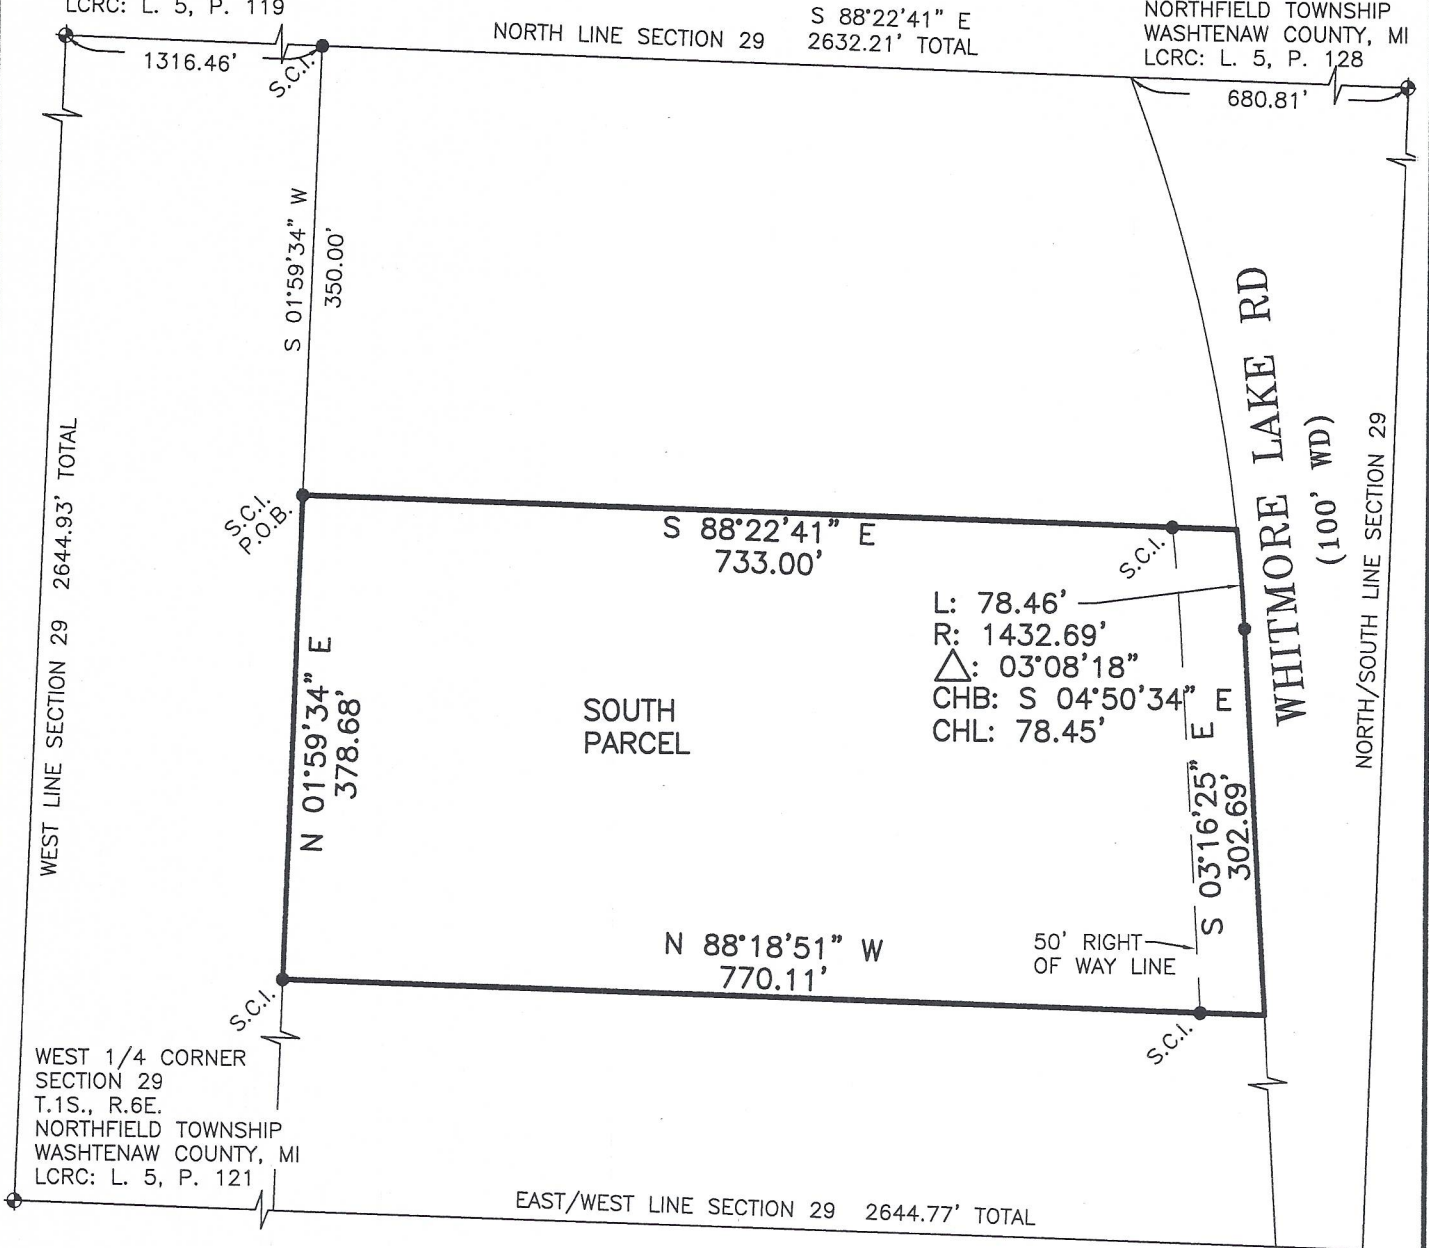 LCRC: L. 5, P. 119
1316.46'
S.C.I.
NORTH LINE SECTION 29
S 88°22'41" E
2632.21' TOTAL
NORTHFIELD TOWNSHIP
WASHTENAW COUNTY, MI
LCRC: L. 5, P. 128
680.81'
S 01°59'34" W
350.00'
WEST LINE SECTION 29 2644.93' TOTAL
WHITMORE LAKE RD
(100' WD)
NORTH/SOUTH LINE SECTION 29
S.C.I.
P.O.B.
S 88°22'41" E
733.00'
S.C.I.
L: 78.46'
R: 1432.69'
△: 03°08'18"
CHB: S 04°50'34" E
CHL: 78.45'
N 01°59'34" E
378.68'
SOUTH
PARCEL
S 03°16'25" E
302.69'
N 88°18'51" W
770.11'
50' RIGHT
OF WAY LINE
S.C.I.
S.C.I.
WEST 1/4 CORNER
SECTION 29
T.1S., R.6E.
NORTHFIELD TOWNSHIP
WASHTENAW COUNTY, MI
LCRC: L. 5, P. 121
EAST/WEST LINE SECTION 29 2644.77' TOTAL